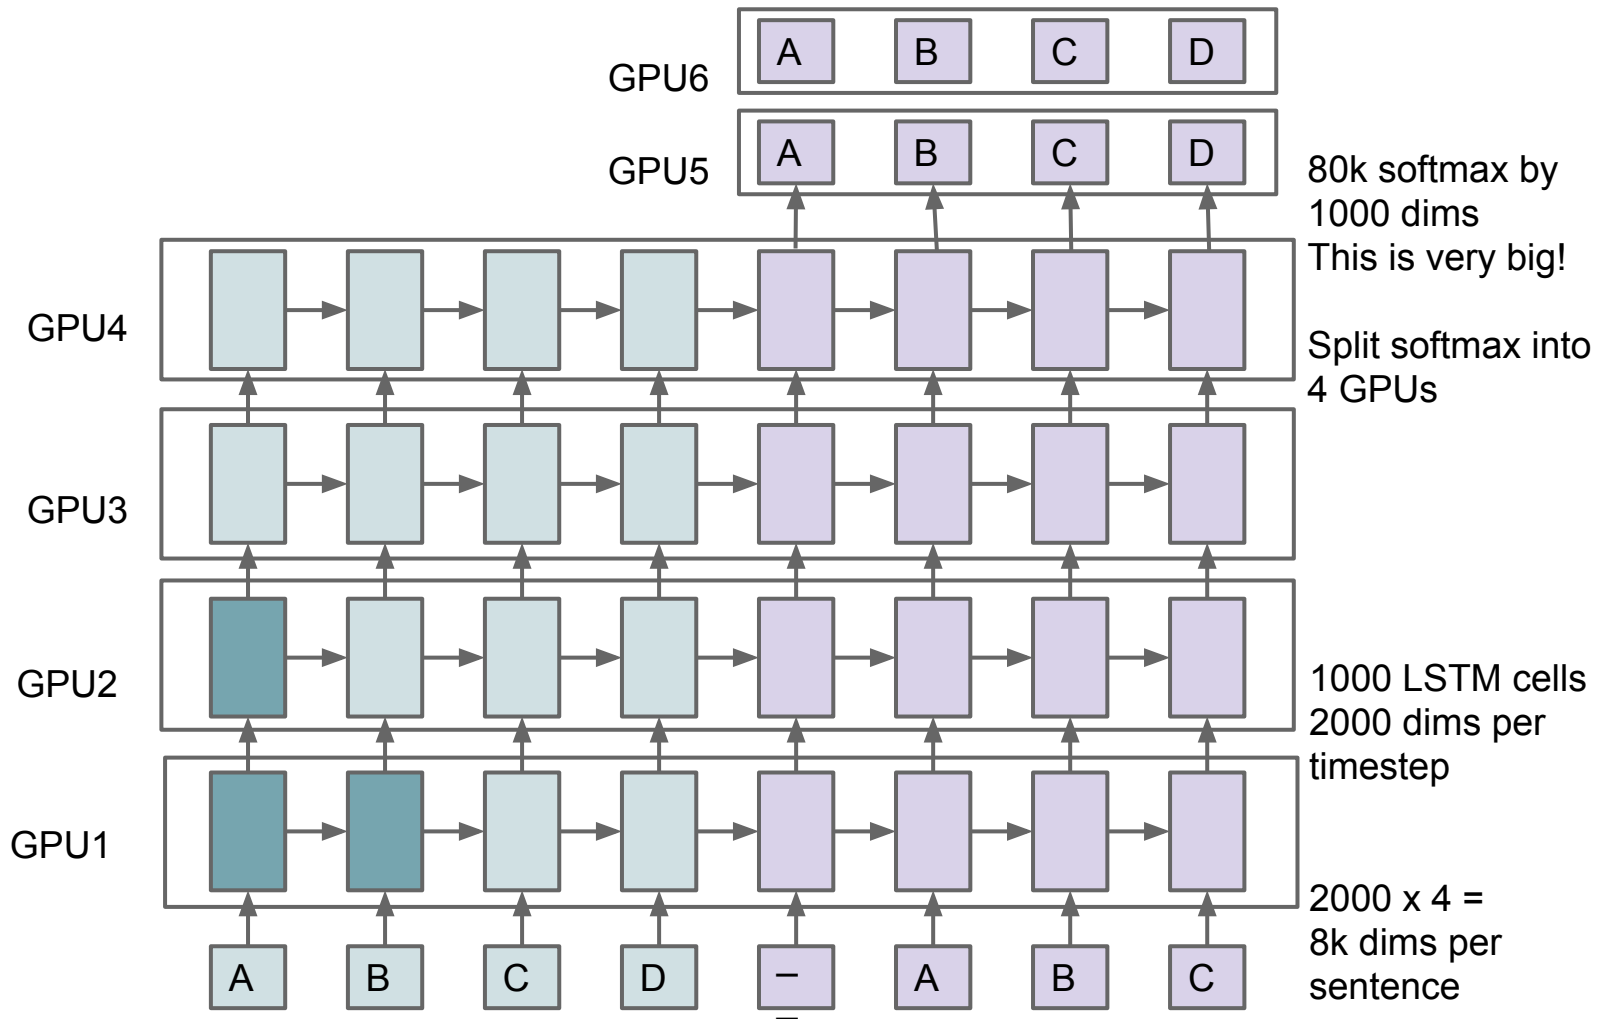 A B C D
GPU6
A B C D
GPU5
80k softmax by
1000 dims
This is very big!
GPU4
Split softmax into
4 GPUs
GPU3
GPU2
1000 LSTM cells
2000 dims per
timestep
GPU1
2000 x 4 =
8k dims per
sentence
A B C D _ A B C